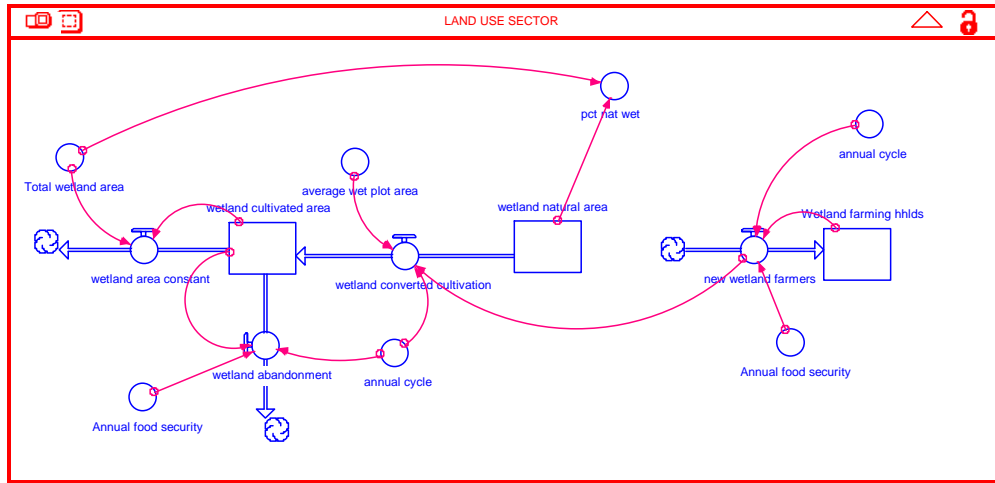 LAND USE SECTOR
pct nat wet
annual cycle
Total wetland area
average wet plot area
wetland cultivated area
wetland natural area
Wetland farming hhlds
wetland area constant
wetland converted cultivation
new wetland farmers
wetland abandonment
annual cycle
Annual food security
Annual food security